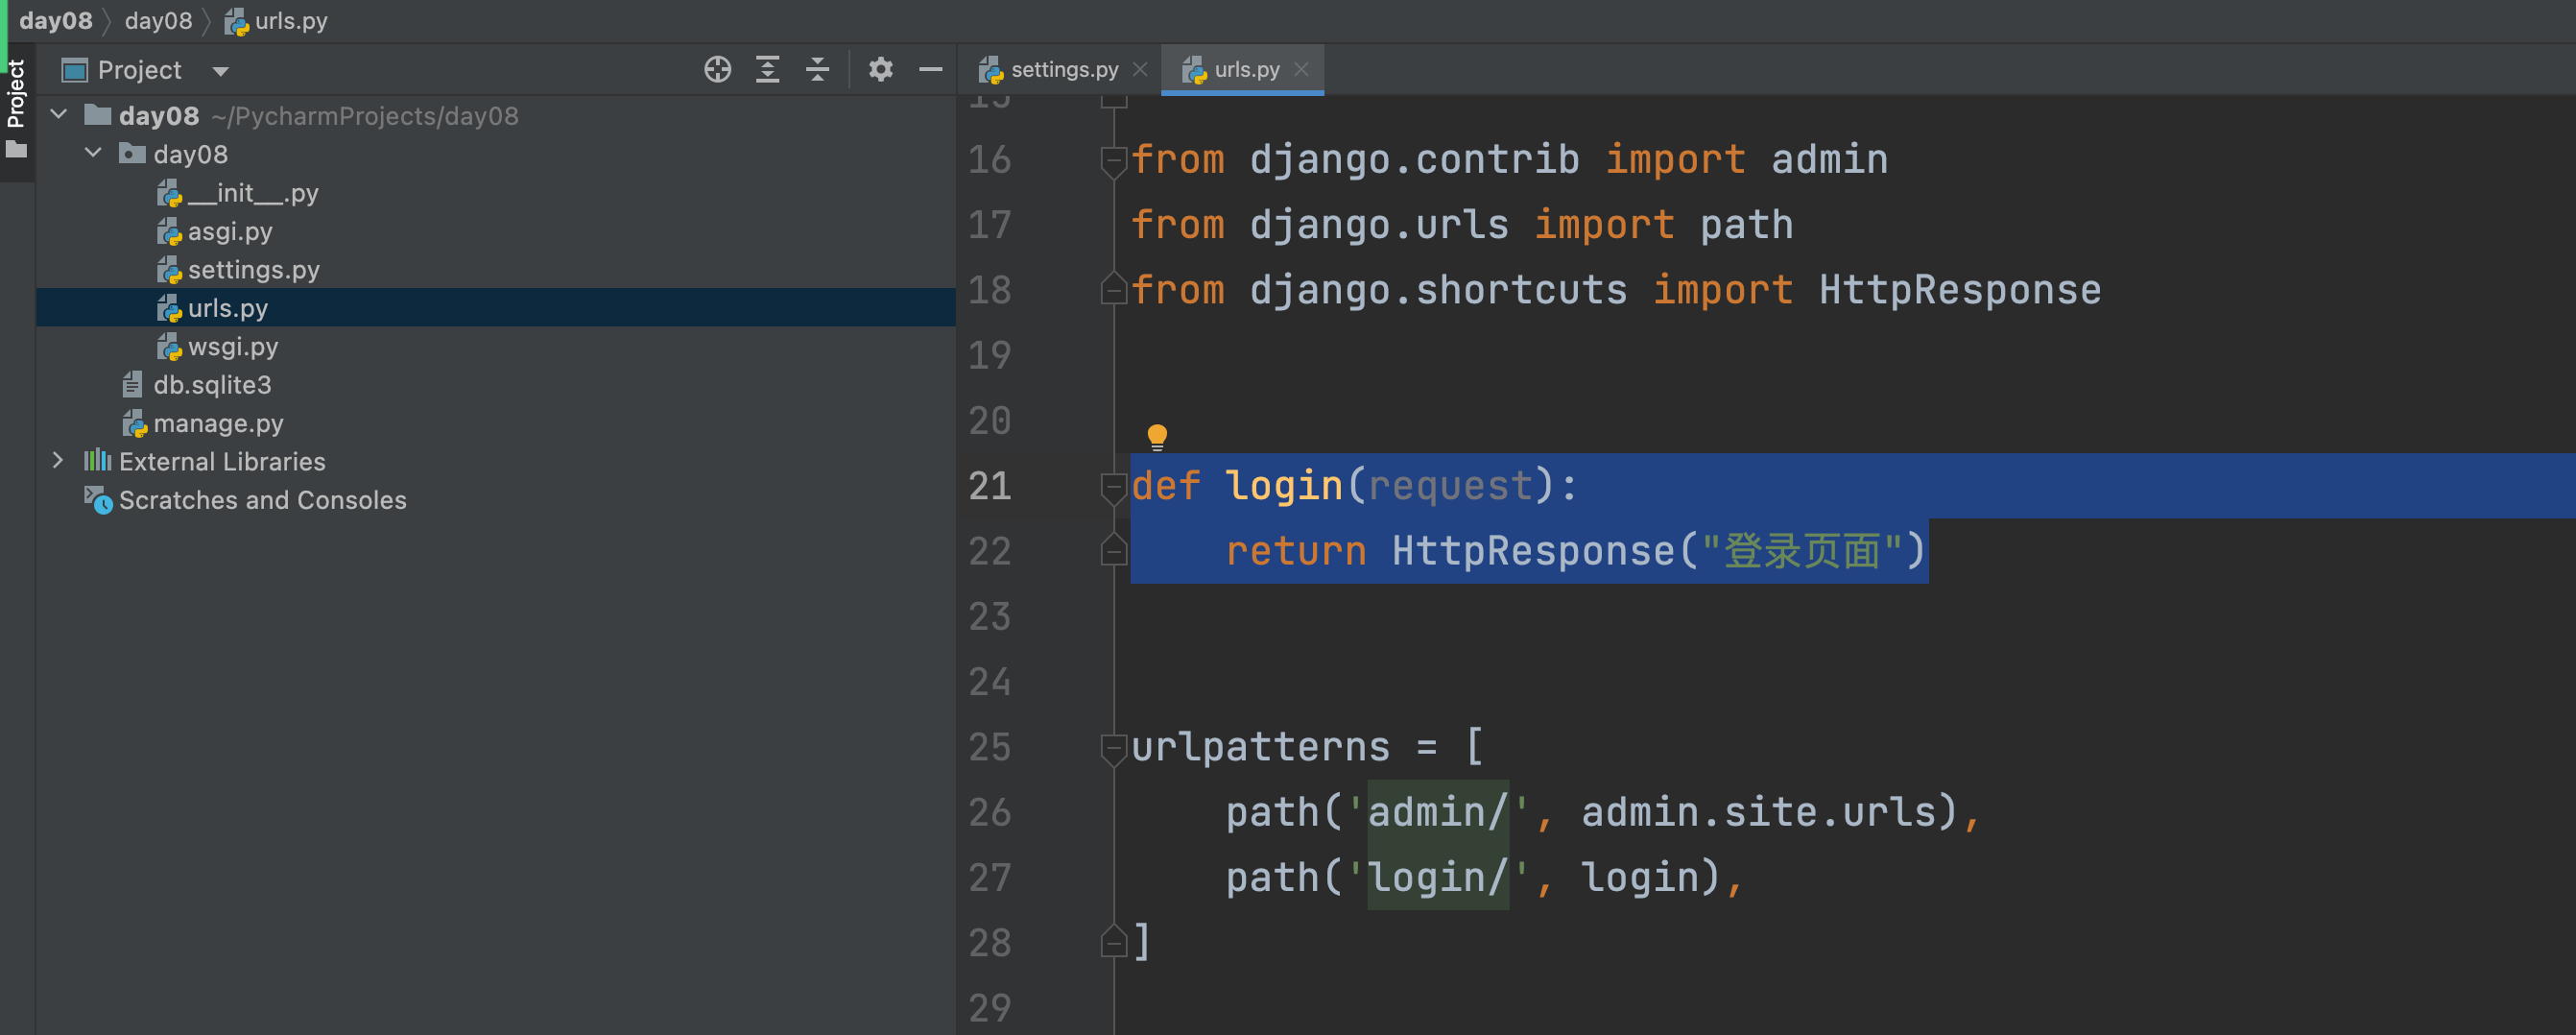 day08 day08 urls.py
Project
Project
settings.py
urls.py
day08 ~/PycharmProjects/day08
day08
__init__.py
asgi.py
settings.py
urls.py
wsgi.py
db.sqlite3
manage.py
External Libraries
Scratches and Consoles
15
16 from django.contrib import admin
17 from django.urls import path
18 from django.shortcuts import HttpResponse
19
20
21 def login(request):
22 return HttpResponse("登录页面")
23
24
25 urlpatterns = [
26 path('admin/', admin.site.urls),
27 path('login/', login),
28 ]
29